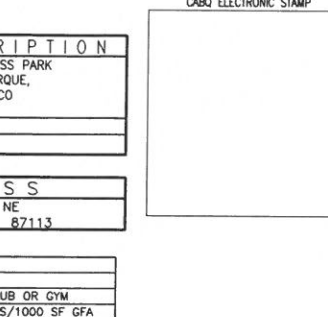 CABQ ELECTRONIC STAMP
RIPTION
SS PARK
RQUE,
CO
SS
NE
87113
UB OR GYM
S/1000 SF GFA